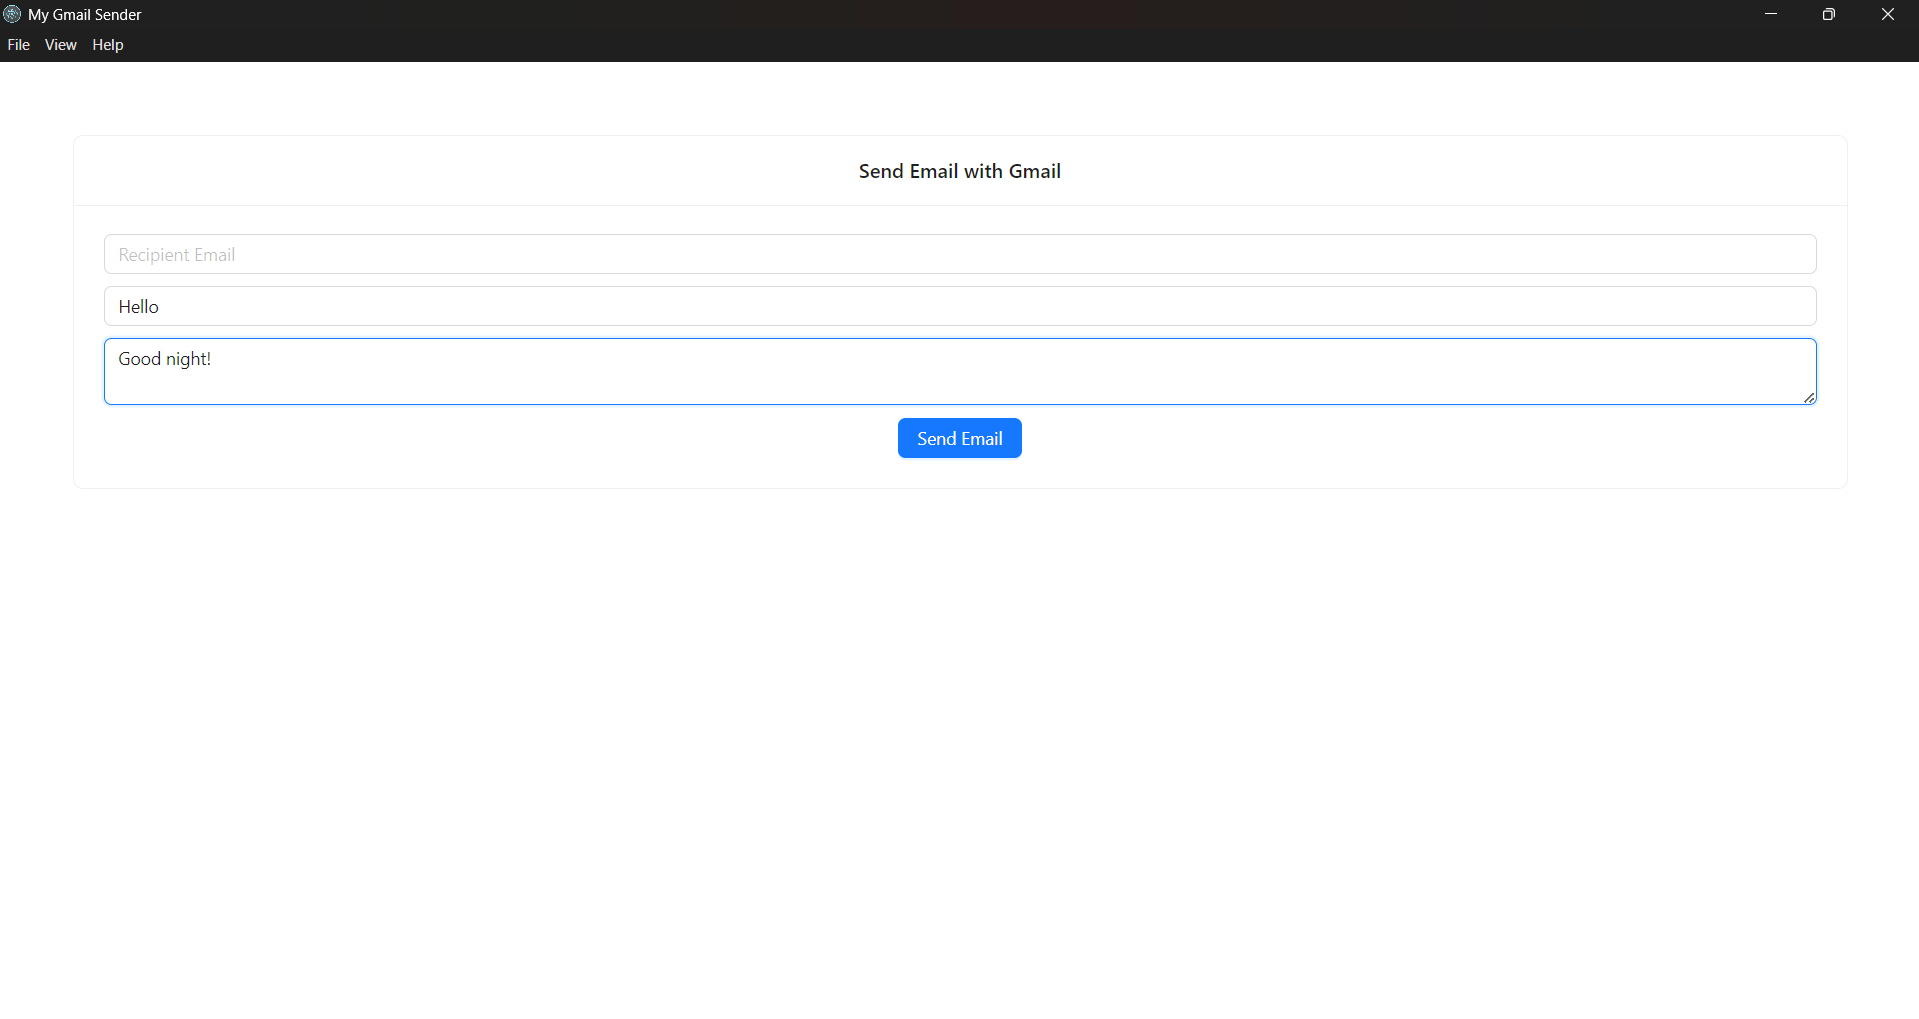 My Gmail Sender
File View Help
Send Email with Gmail
Recipient Email
Hello
Good night!
Send Email